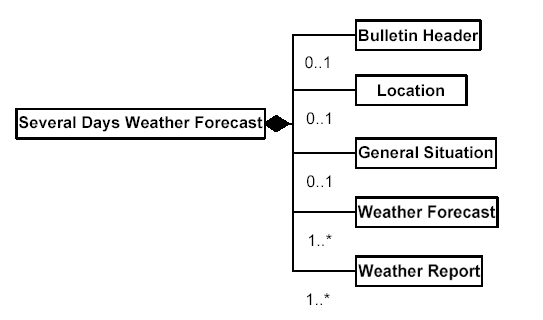 Bulletin Header
0..1
Location
0..1
Several Days Weather Forecast
General Situation
0..1
Weather Forecast
1..*
Weather Report
1..*